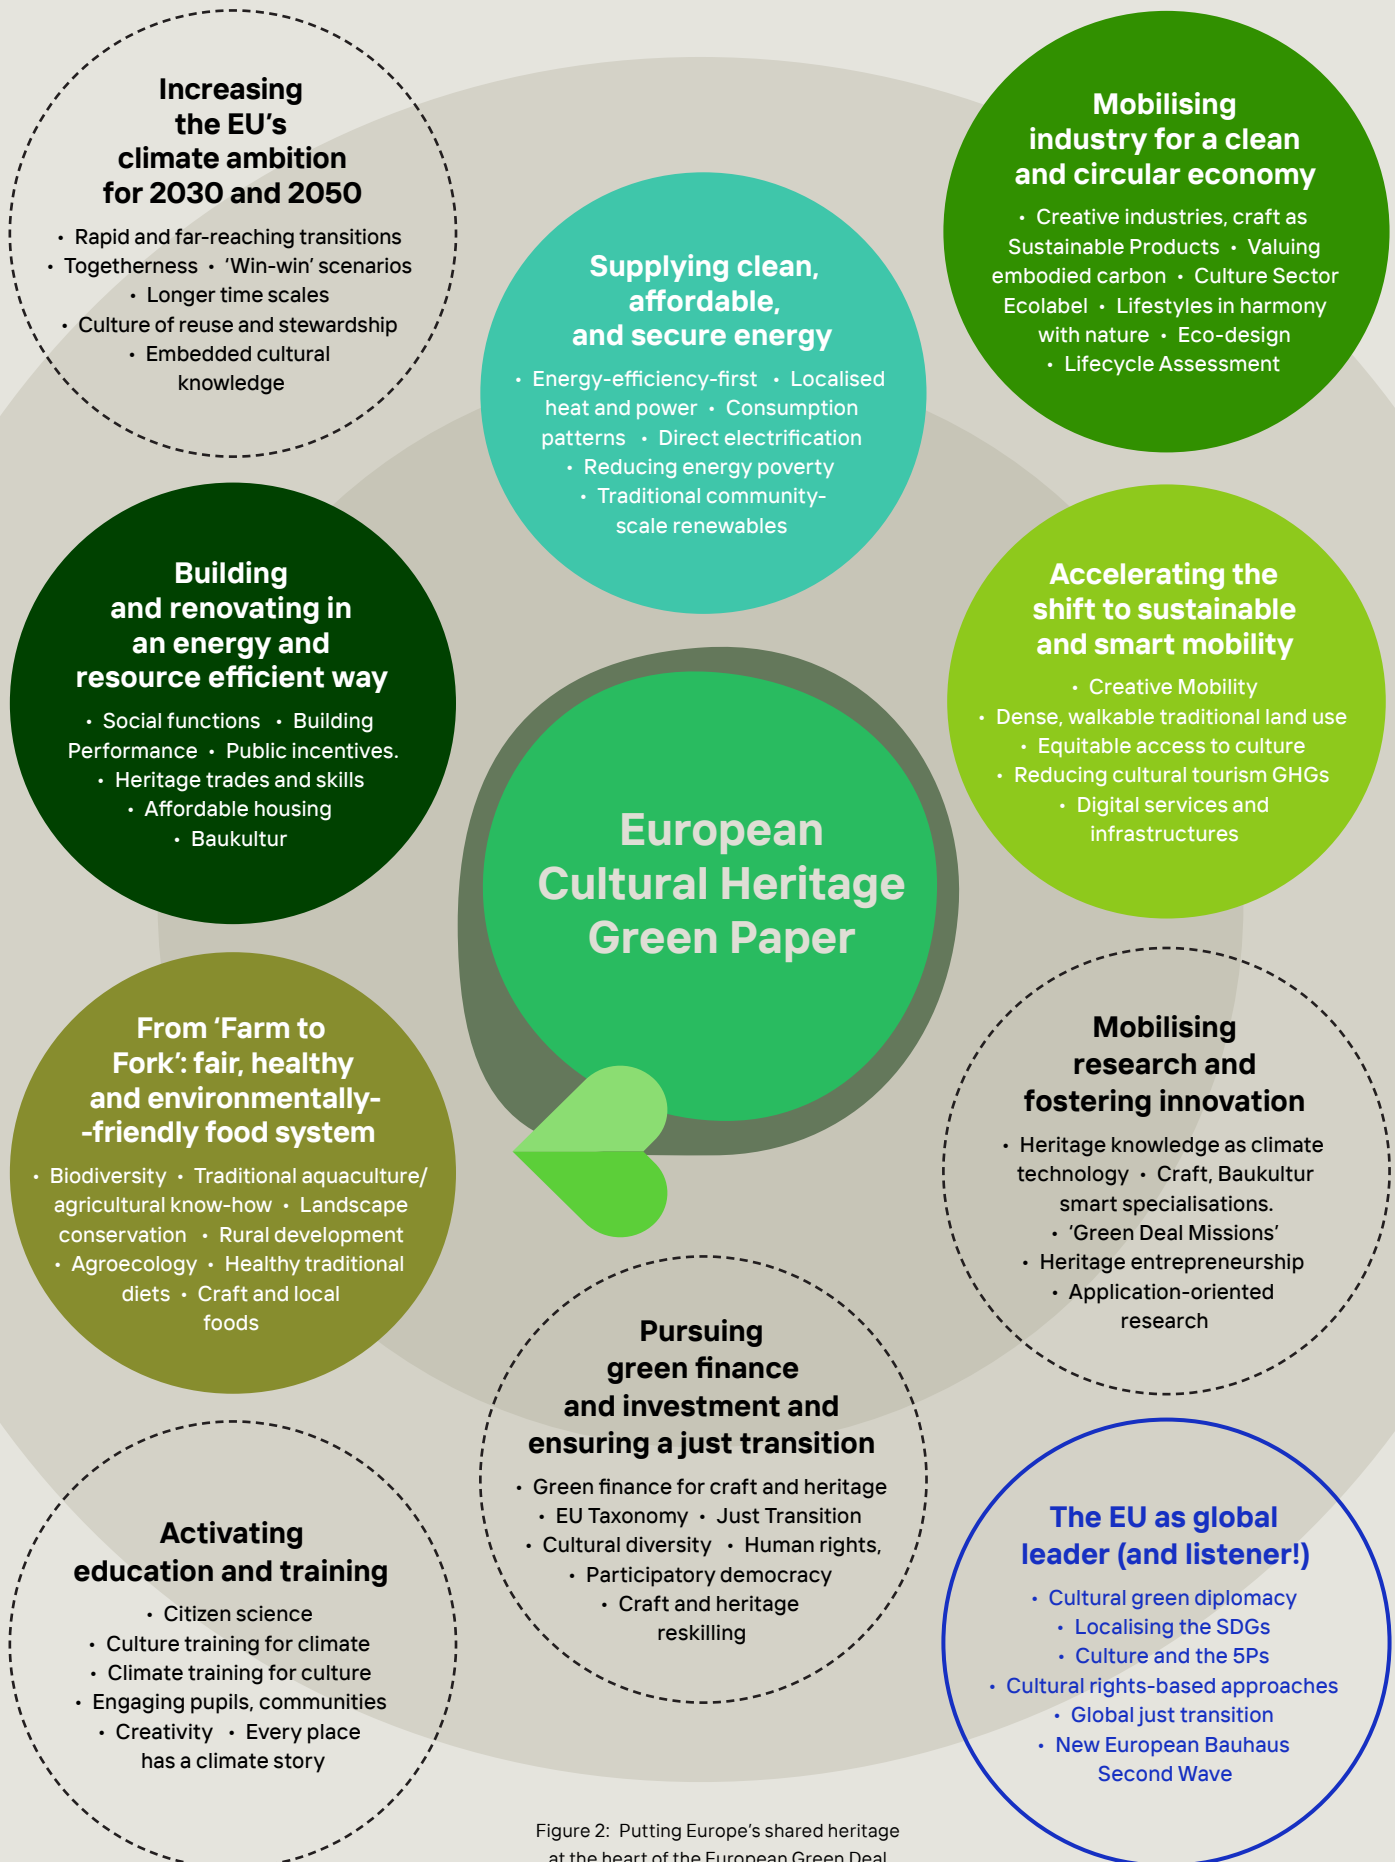 Increasing
the EU's
climate ambition
for 2030 and 2050
• Rapid and far-reaching transitions
• Togetherness • ‘Win-win’ scenarios
• Longer time scales
• Culture of reuse and stewardship
• Embedded cultural
knowledge
Supplying clean,
affordable,
and secure energy
• Energy-efficiency-first • Localised
heat and power • Consumption
patterns • Direct electrification
• Reducing energy poverty
• Traditional community-
scale renewables
Mobilising
industry for a clean
and circular economy
• Creative industries, craft as
Sustainable Products • Valuing
embodied carbon • Culture Sector
Ecolabel • Lifestyles in harmony
with nature • Eco-design
• Lifecycle Assessment
Building
and renovating in
an energy and
resource efficient way
• Social functions • Building
Performance • Public incentives.
• Heritage trades and skills
• Affordable housing
• Baukultur
Accelerating the
shift to sustainable
and smart mobility
• Creative Mobility
• Dense, walkable traditional land use
• Equitable access to culture
• Reducing cultural tourism GHGs
• Digital services and
infrastructures
European
Cultural Heritage
Green Paper
From ‘Farm to
Fork’: fair, healthy
and environmentally-
-friendly food system
• Biodiversity • Traditional aquaculture/
agricultural know-how • Landscape
conservation • Rural development
• Agroecology • Healthy traditional
diets • Craft and local
foods
Mobilising
research and
fostering innovation
• Heritage knowledge as climate
technology • Craft, Baukultur
smart specialisations.
• ‘Green Deal Missions’
• Heritage entrepreneurship
• Application-oriented
research
Pursuing
green finance
and investment and
ensuring a just transition
• Green finance for craft and heritage
• EU Taxonomy • Just Transition
• Cultural diversity • Human rights,
• Participatory democracy
• Craft and heritage
reskilling
Activating
education and training
• Citizen science
• Culture training for climate
• Climate training for culture
• Engaging pupils, communities
• Creativity • Every place
has a climate story
The EU as global
leader (and listener!)
• Cultural green diplomacy
• Localising the SDGs
• Culture and the 5Ps
• Cultural rights-based approaches
• Global just transition
• New European Bauhaus
Second Wave
Figure 2: Putting Europe’s shared heritage
at the heart of the European Green Deal